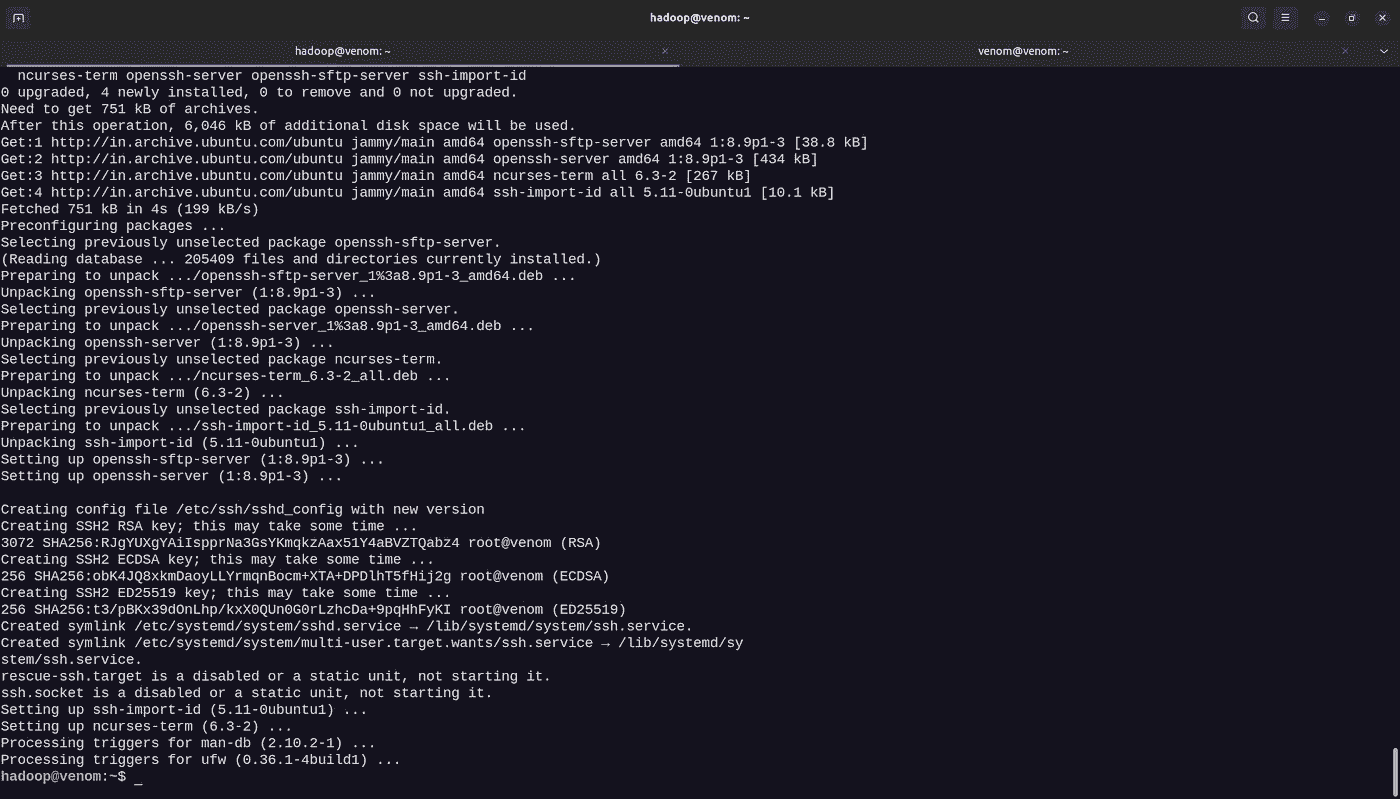 hadoop@venom: ~
hadoop@venom: ~
venom@venom: ~
ncurses-term openssh-server openssh-sftp-server ssh-import-id
0 upgraded, 4 newly installed, 0 to remove and 0 not upgraded.
Need to get 751 kB of archives.
After this operation, 6,046 kB of additional disk space will be used.
Get:1 http://in.archive.ubuntu.com/ubuntu jammy/main amd64 openssh-sftp-server amd64 1:8.9p1-3 [38.8 kB]
Get:2 http://in.archive.ubuntu.com/ubuntu jammy/main amd64 openssh-server amd64 1:8.9p1-3 [434 kB]
Get:3 http://in.archive.ubuntu.com/ubuntu jammy/main amd64 ncurses-term all 6.3-2 [267 kB]
Get:4 http://in.archive.ubuntu.com/ubuntu jammy/main amd64 ssh-import-id all 5.11-0ubuntu1 [10.1 kB]
Fetched 751 kB in 4s (199 kB/s)
Preconfiguring packages ...
Selecting previously unselected package openssh-sftp-server.
(Reading database ... 205409 files and directories currently installed.)
Preparing to unpack .../openssh-sftp-server_1%3a8.9p1-3_amd64.deb ...
Unpacking openssh-sftp-server (1:8.9p1-3) ...
Selecting previously unselected package openssh-server.
Preparing to unpack .../openssh-server_1%3a8.9p1-3_amd64.deb ...
Unpacking openssh-server (1:8.9p1-3) ...
Selecting previously unselected package ncurses-term.
Preparing to unpack .../ncurses-term_6.3-2_all.deb ...
Unpacking ncurses-term (6.3-2) ...
Selecting previously unselected package ssh-import-id.
Preparing to unpack .../ssh-import-id_5.11-0ubuntu1_all.deb ...
Unpacking ssh-import-id (5.11-0ubuntu1) ...
Setting up openssh-sftp-server (1:8.9p1-3) ...
Setting up openssh-server (1:8.9p1-3) ...
Creating config file /etc/ssh/sshd_config with new version
Creating SSH2 RSA key; this may take some time ...
3072 SHA256:RJgYUXgYAiIspprNa3GsYKmqkzAax51Y4aBVZTQabz4 root@venom (RSA)
Creating SSH2 ECDSA key; this may take some time ...
256 SHA256:obK4JQ8xkmDaoyLLYrmqnBocm+XTA+DPDlhT5fHij2g root@venom (ECDSA)
Creating SSH2 ED25519 key; this may take some time ...
256 SHA256:t3/pBKx39dOnLhp/kxX0QUn0G0rLzhcDa+9pqHhFyKI root@venom (ED25519)
Created symlink /etc/systemd/system/sshd.service → /lib/systemd/system/ssh.service.
Created symlink /etc/systemd/system/multi-user.target.wants/ssh.service → /lib/systemd/sy
stem/ssh.service.
rescue-ssh.target is a disabled or a static unit, not starting it.
ssh.socket is a disabled or a static unit, not starting it.
Setting up ssh-import-id (5.11-0ubuntu1) ...
Setting up ncurses-term (6.3-2) ...
Processing triggers for man-db (2.10.2-1) ...
Processing triggers for ufw (0.36.1-4build1) ...
hadoop@venom:~$ _